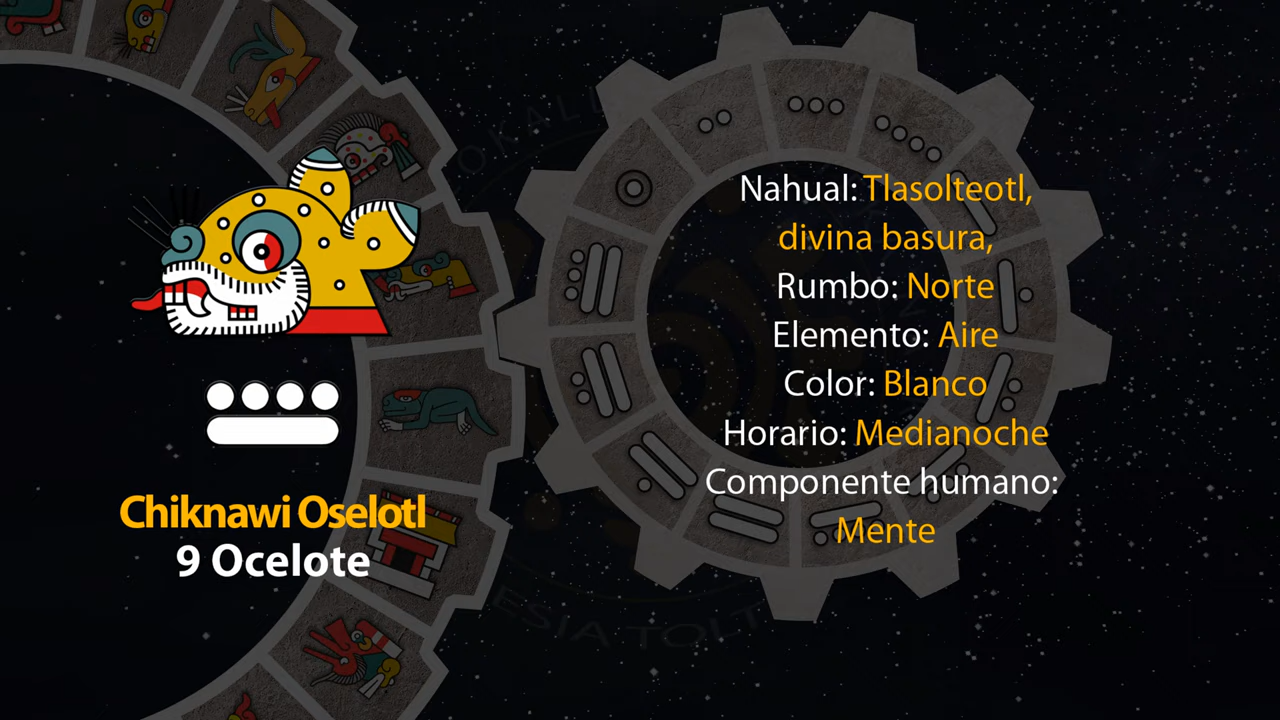 Chiknawi Oselotl
9 Ocelote
Nahual: Tlasolteotl,
divina basura,
Rumbo: Norte
Elemento: Aire
Color: Blanco
Horario: Medianoche
Componente humano:
Mente